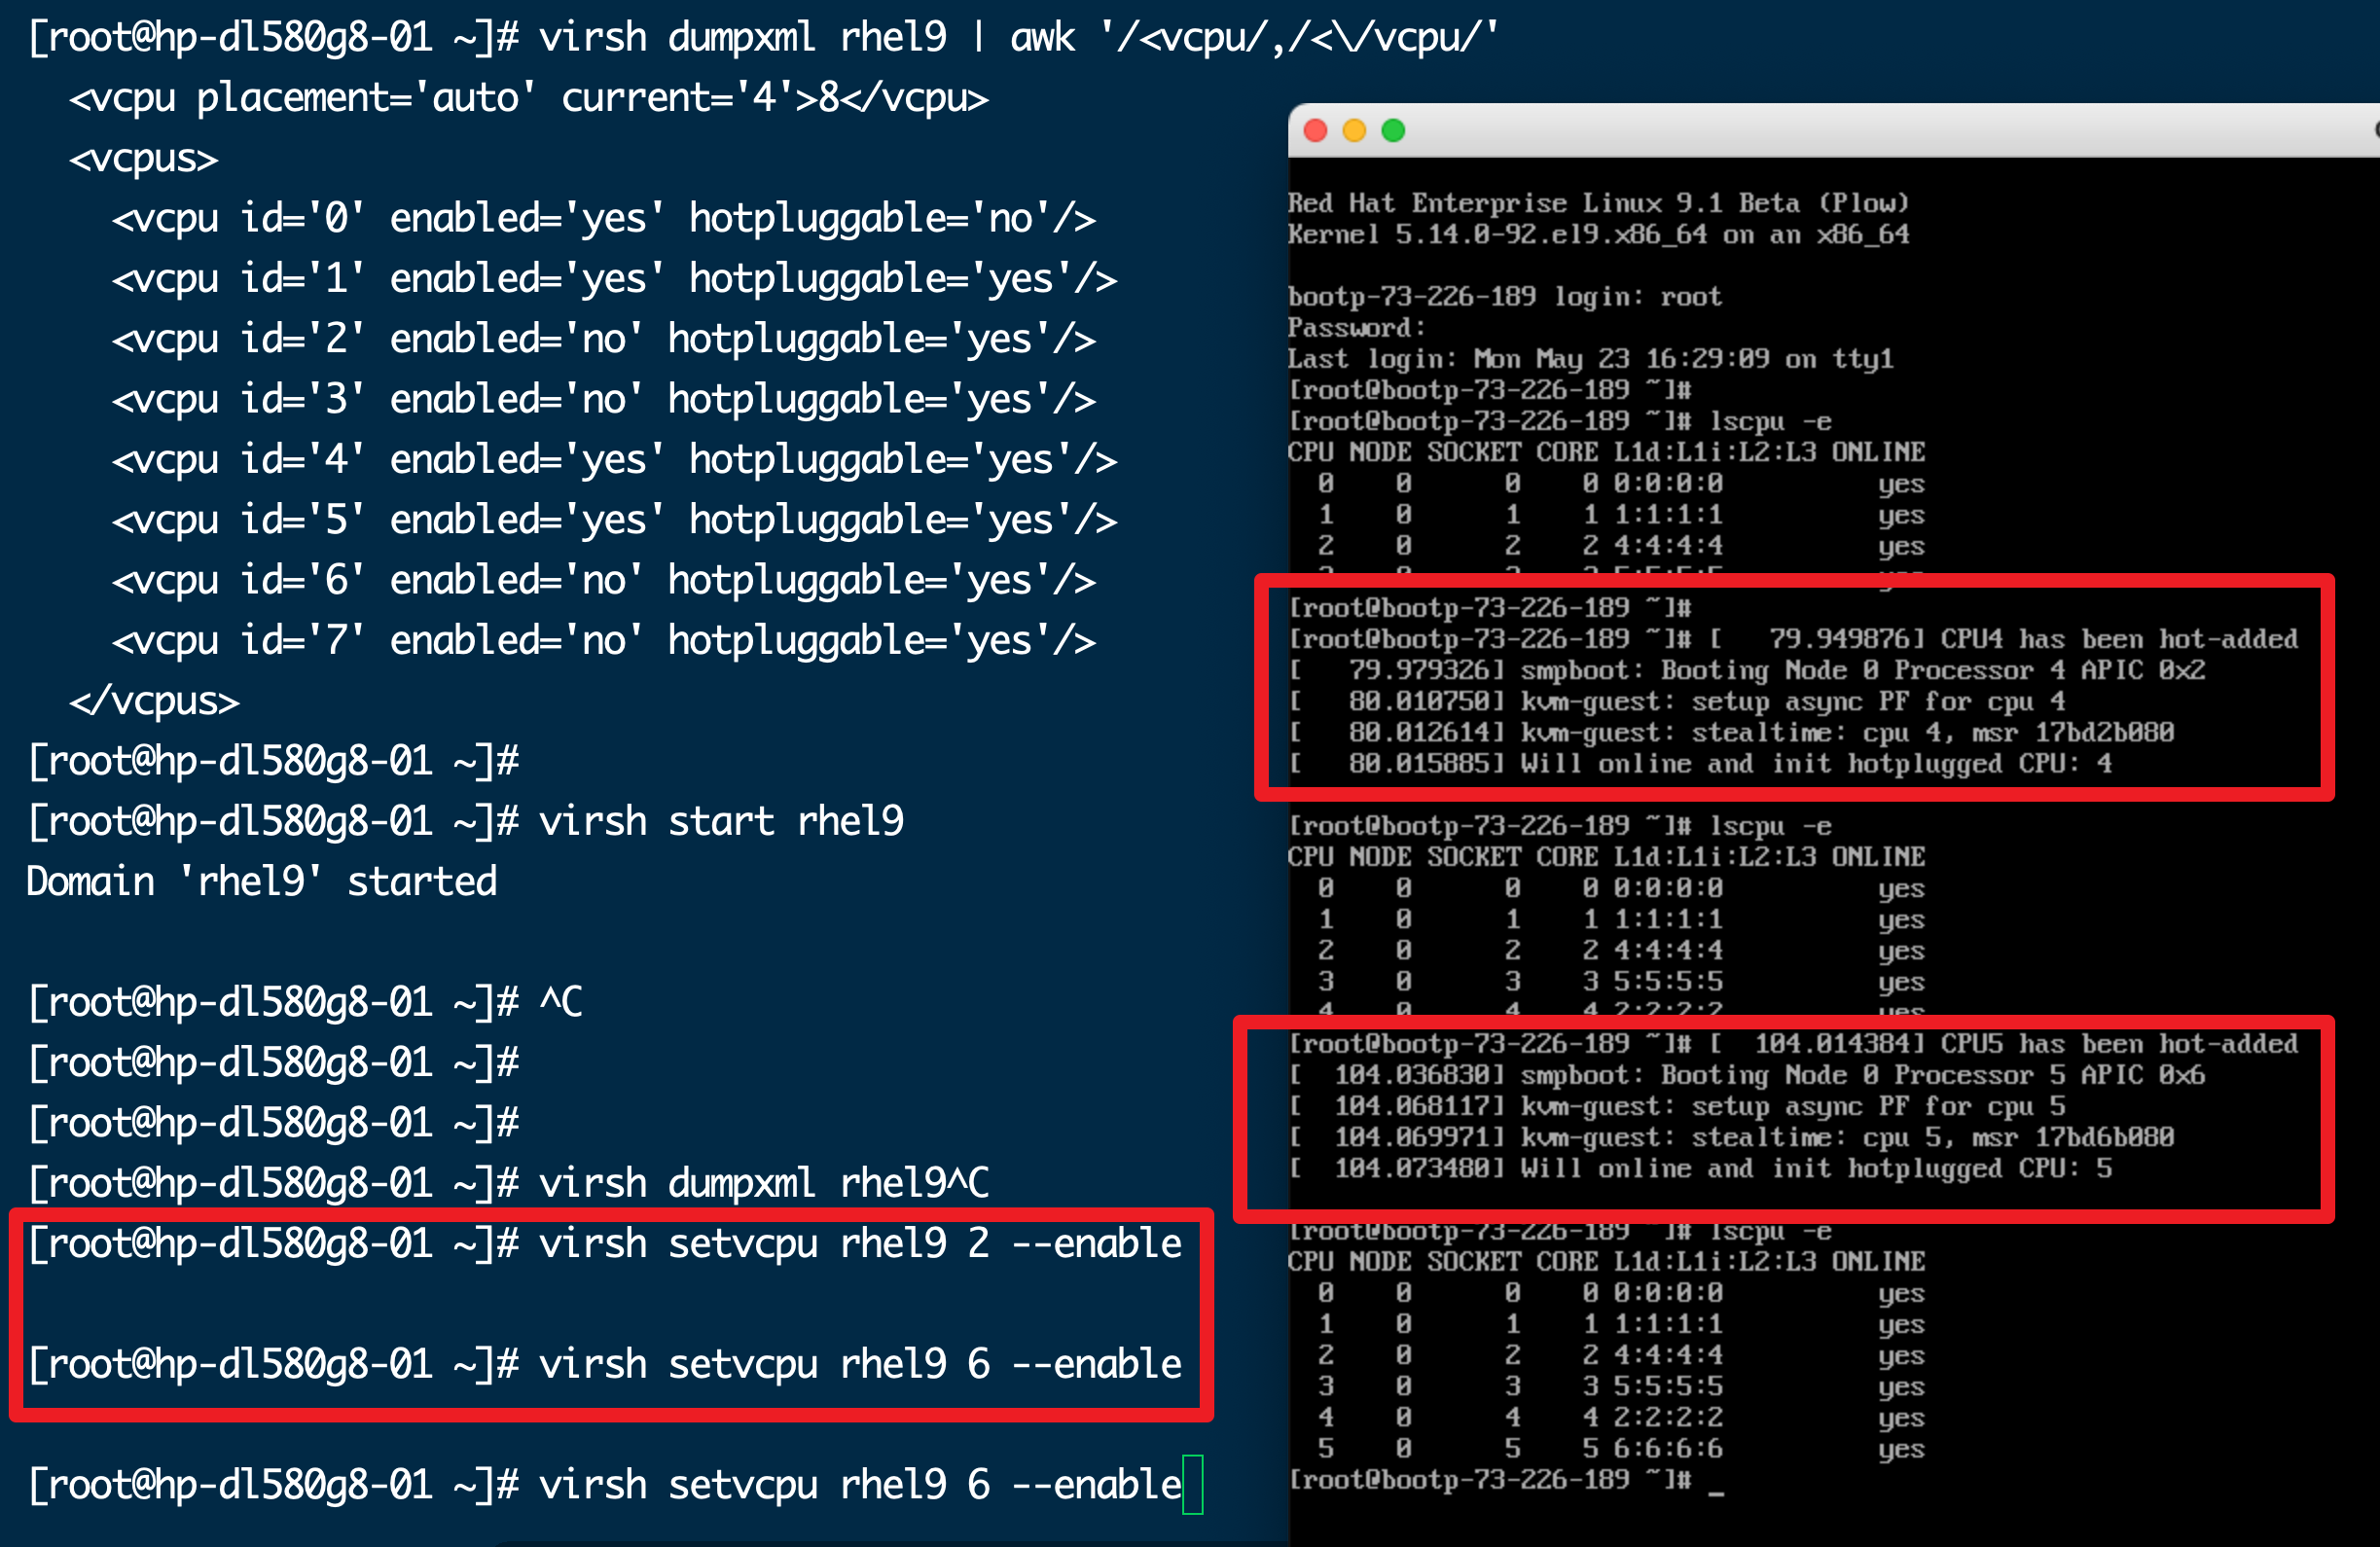 [root@hp-dl580g8-01 ~]# virsh dumpxml rhel9 | awk '/<vcpu/,/<\/vcpu/'
  <vcpu placement='auto' current='4'>8</vcpu>
  <vcpus>
    <vcpu id='0' enabled='yes' hotpluggable='no'/>
    <vcpu id='1' enabled='yes' hotpluggable='yes'/>
    <vcpu id='2' enabled='no' hotpluggable='yes'/>
    <vcpu id='3' enabled='no' hotpluggable='yes'/>
    <vcpu id='4' enabled='yes' hotpluggable='yes'/>
    <vcpu id='5' enabled='yes' hotpluggable='yes'/>
    <vcpu id='6' enabled='no' hotpluggable='yes'/>
    <vcpu id='7' enabled='no' hotpluggable='yes'/>
  </vcpus>
[root@hp-dl580g8-01 ~]#
[root@hp-dl580g8-01 ~]# virsh start rhel9
Domain 'rhel9' started
[root@hp-dl580g8-01 ~]# ^C
[root@hp-dl580g8-01 ~]#
[root@hp-dl580g8-01 ~]#
[root@hp-dl580g8-01 ~]# virsh dumpxml rhel9^C
[root@hp-dl580g8-01 ~]# virsh setvcpu rhel9 2 --enable
[root@hp-dl580g8-01 ~]# virsh setvcpu rhel9 6 --enable
[root@hp-dl580g8-01 ~]# virsh setvcpu rhel9 6 --enable
Red Hat Enterprise Linux 9.1 Beta (Plow)
Kernel 5.14.0-92.el9.x86_64 on an x86_64
bootp-73-226-189 login: root
Password:
Last login: Mon May 23 16:29:09 on tty1
[root@bootp-73-226-189 ~]#
[root@bootp-73-226-189 ~]# lscpu -e
CPU NODE SOCKET CORE L1d:L1i:L2:L3 ONLINE
  0    0      0    0 0:0:0:0          yes
  1    0      1    1 1:1:1:1          yes
  2    0      2    2 4:4:4:4          yes
  3    0      3    3 5:5:5:5          yes
[root@bootp-73-226-189 ~]#
[root@bootp-73-226-189 ~]# [   79.949876] CPU4 has been hot-added
[   79.979326] smpboot: Booting Node 0 Processor 4 APIC 0x2
[   80.010750] kvm-guest: setup async PF for cpu 4
[   80.012614] kvm-guest: stealtime: cpu 4, msr 17bd2b080
[   80.015885] Will online and init hotplugged CPU: 4
[root@bootp-73-226-189 ~]# lscpu -e
CPU NODE SOCKET CORE L1d:L1i:L2:L3 ONLINE
  0    0      0    0 0:0:0:0          yes
  1    0      1    1 1:1:1:1          yes
  2    0      2    2 4:4:4:4          yes
  3    0      3    3 5:5:5:5          yes
  4    0      4    4 2:2:2:2          yes
[root@bootp-73-226-189 ~]# [  104.014384] CPU5 has been hot-added
[  104.036830] smpboot: Booting Node 0 Processor 5 APIC 0x6
[  104.068117] kvm-guest: setup async PF for cpu 5
[  104.069971] kvm-guest: stealtime: cpu 5, msr 17bd6b080
[  104.073480] Will online and init hotplugged CPU: 5
[root@bootp-73-226-189 ~]# lscpu -e
CPU NODE SOCKET CORE L1d:L1i:L2:L3 ONLINE
  0    0      0    0 0:0:0:0          yes
  1    0      1    1 1:1:1:1          yes
  2    0      2    2 4:4:4:4          yes
  3    0      3    3 5:5:5:5          yes
  4    0      4    4 2:2:2:2          yes
  5    0      5    5 6:6:6:6          yes
[root@bootp-73-226-189 ~]# _